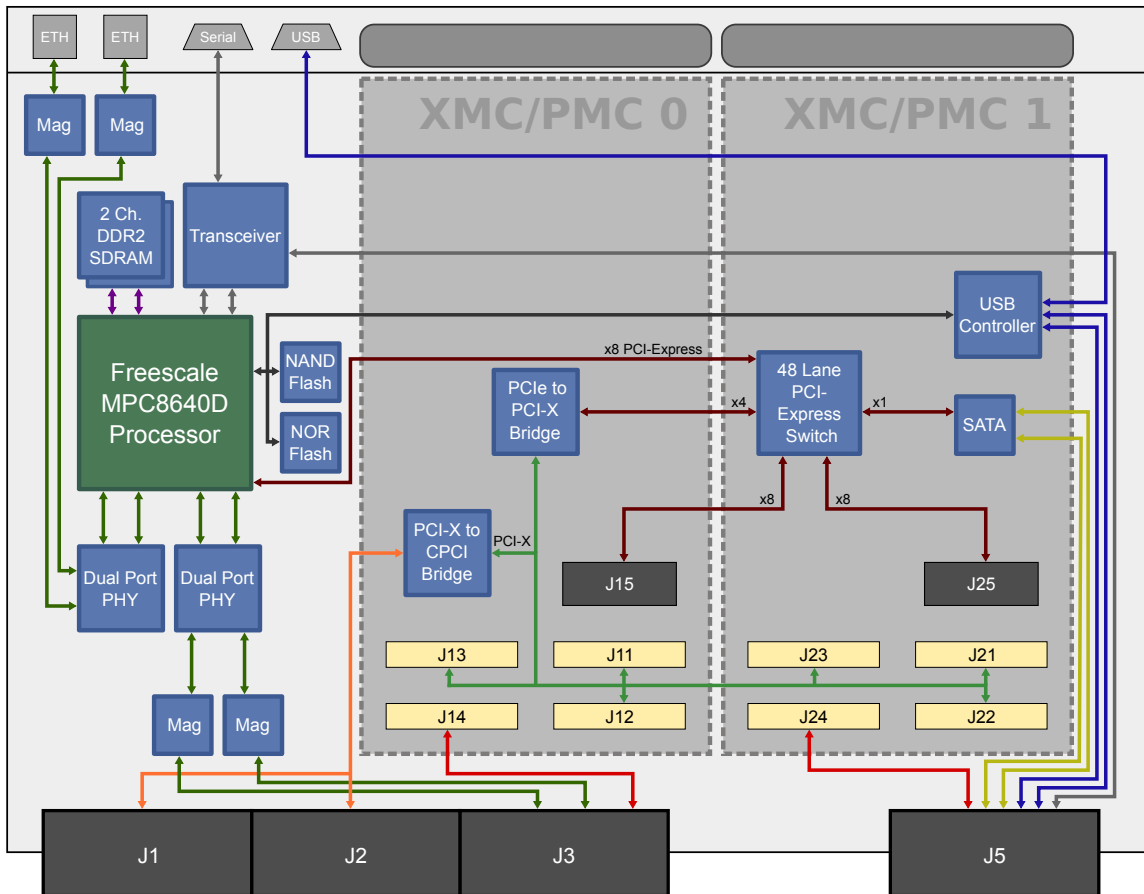 ETH
ETH
Serial
USB
XMC/PMC 0
XMC/PMC 1
Mag
Mag
2 Ch.
DDR2
SDRAM
Transceiver
USB
Controller
x8 PCI-Express
Freescale
MPC8640D
Processor
NAND
Flash
NOR
Flash
PCIe to
PCI-X
Bridge
x4
48 Lane
PCI-
Express
Switch
x1
SATA
x8
x8
PCI-X to
CPCI
Bridge
PCI-X
J15
J25
Dual Port
PHY
Dual Port
PHY
J13
J11
J23
J21
J14
J12
J24
J22
Mag
Mag
J1
J2
J3
J5